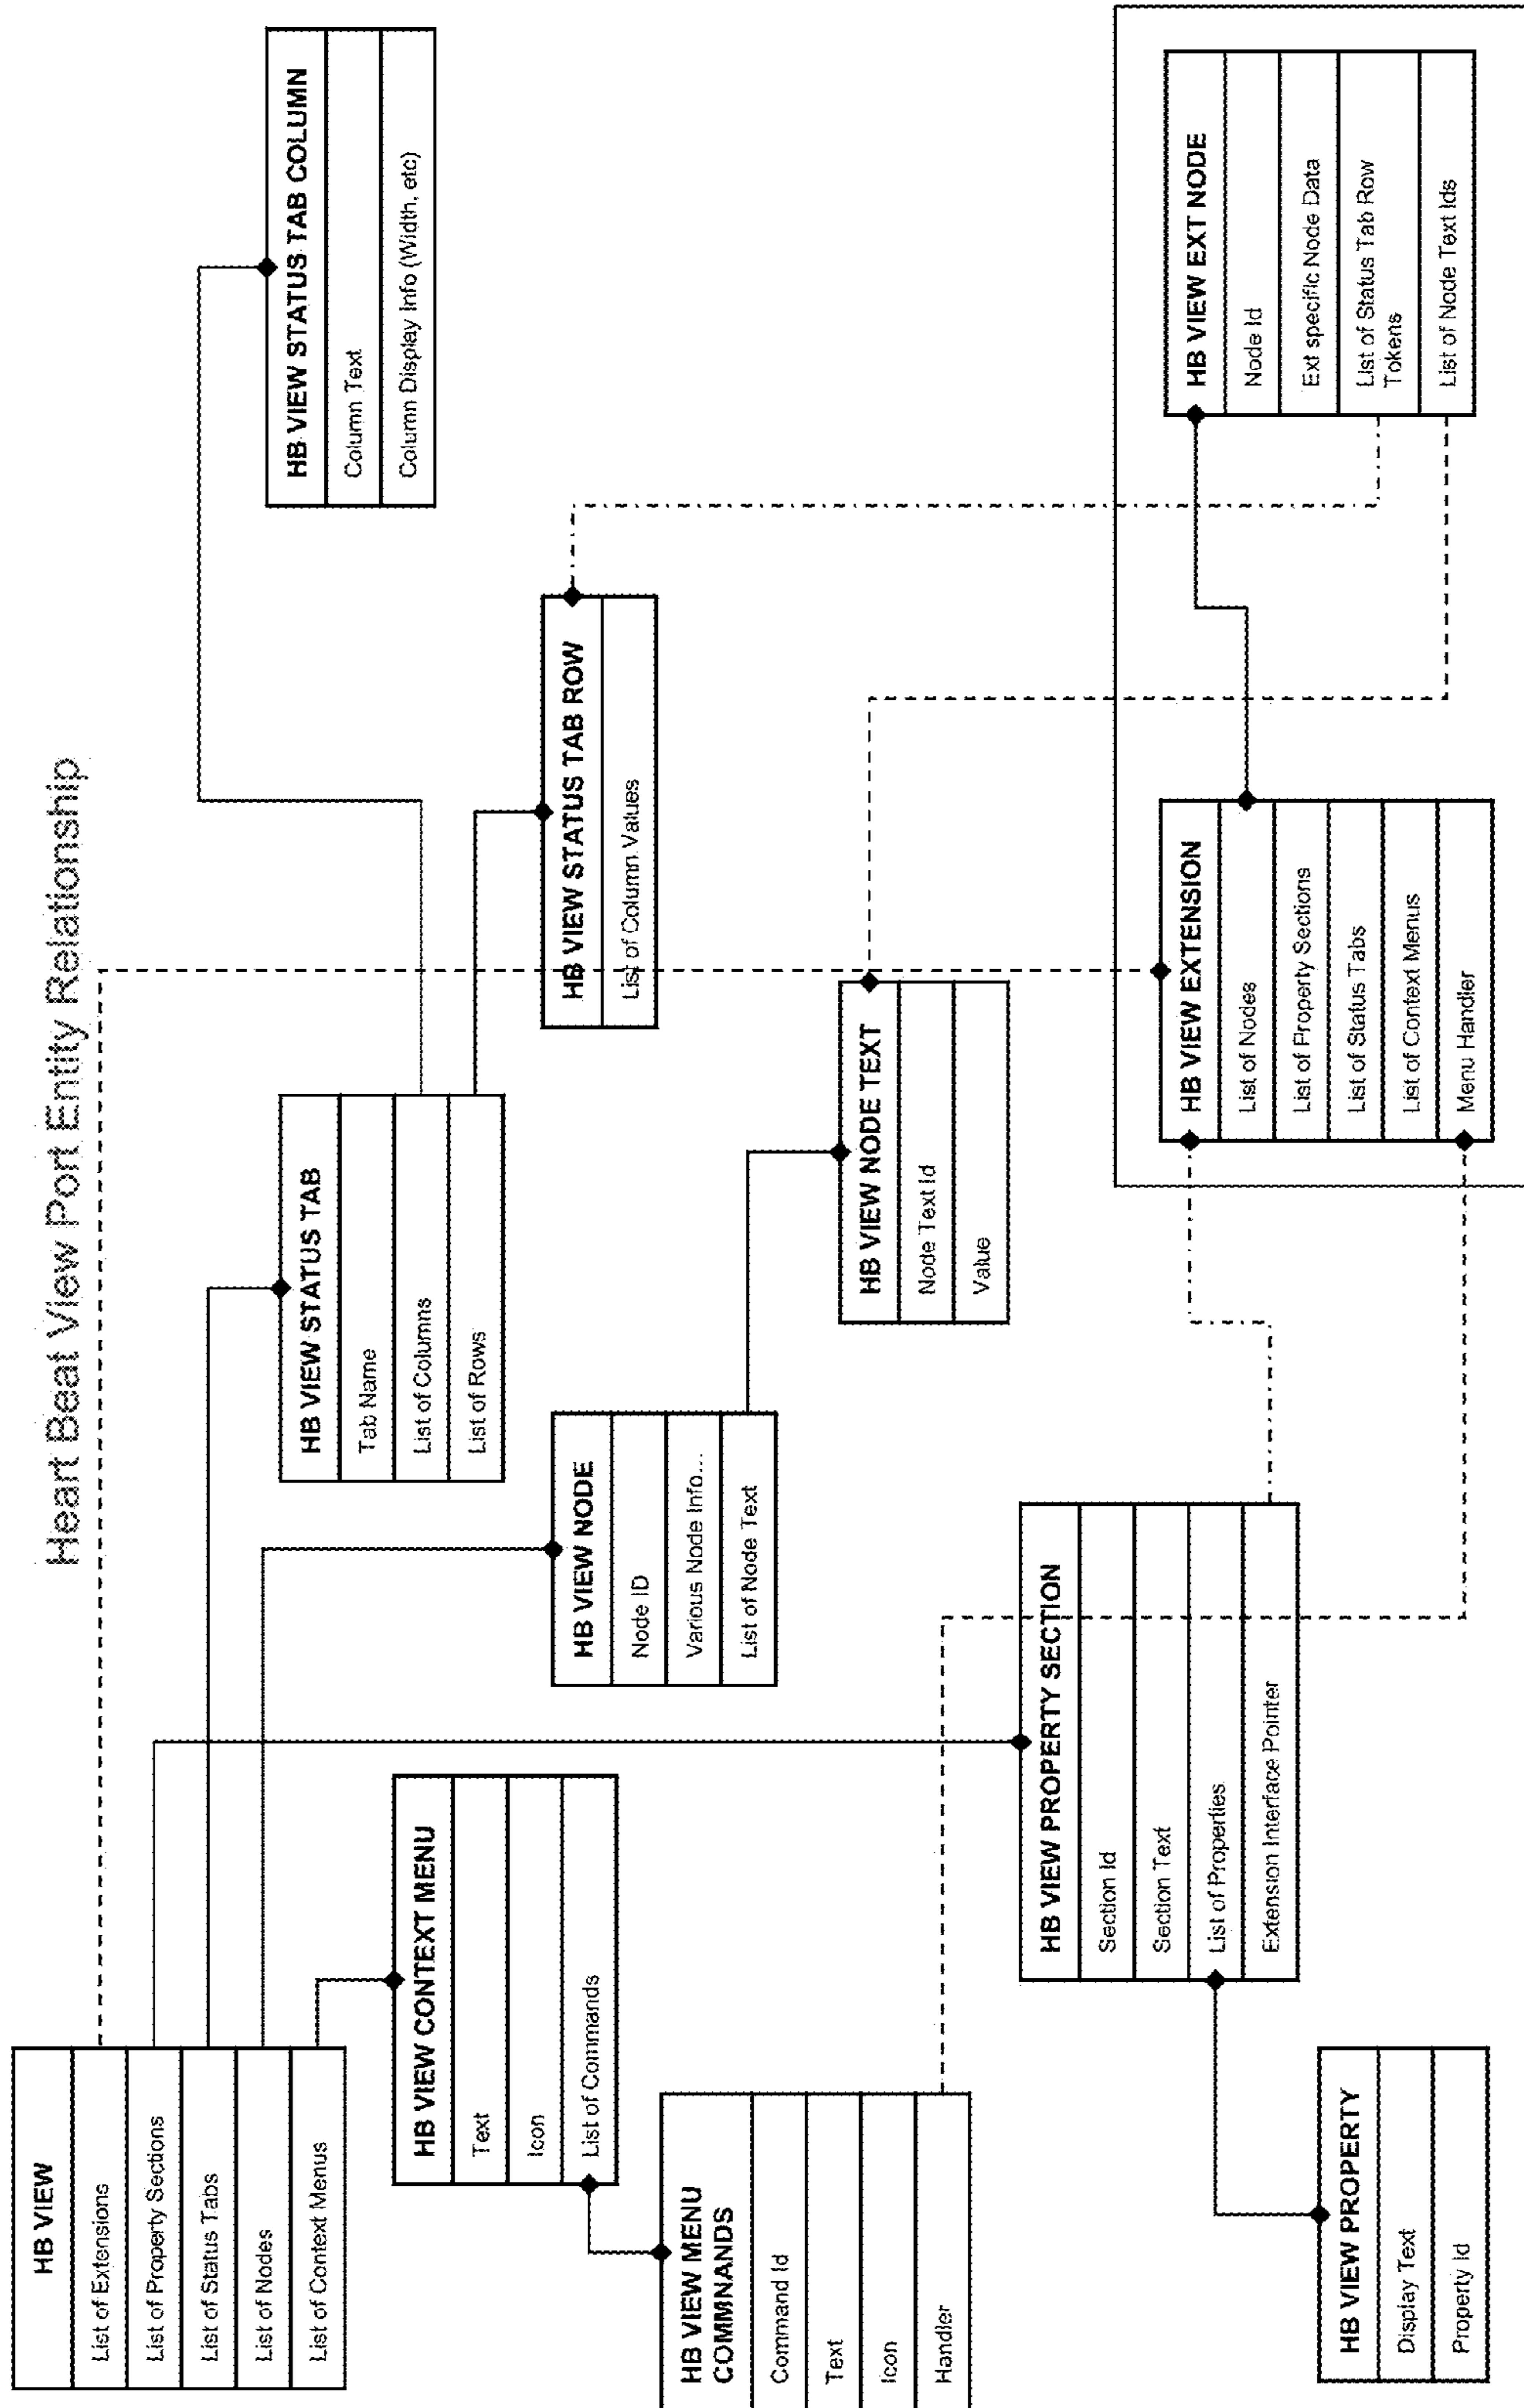 Heart Beat View Port Entity Relationship
HB VIEW
List of Extensions
List of Property Sections
List of Status Tabs
List of Nodes
List of Context Menus
HB VIEW STATUS TAB COLUMN
Column Text
Column Display Info (Width, etc)
HB VIEW STATUS TAB
Tab Name
List of Columns
List of Rows
HB VIEW CONTEXT MENU
Text
Icon
List of Commands
HB VIEW NODE
Node ID
Various Node Info...
List of Node Text
HB VIEW STATUS TAB ROW
List of Column Values
HB VIEW MENU
COMMNANDS
Command Id
Text
Icon
Handler
HB VIEW NODE TEXT
Node Text Id
Value
HB VIEW PROPERTY SECTION
Section Id
Section Text
List of Properties
Extension Interface Pointer
HB VIEW EXTENSION
List of Nodes
List of Property Sections
List of Status Tabs
List of Context Menus
Menu Handler
HB VIEW EXT NODE
Node Id
Ext specific Node Data
List of Status Tab Row
Tokens
List of Node Text Ids
HB VIEW PROPERTY
Display Text
Property Id